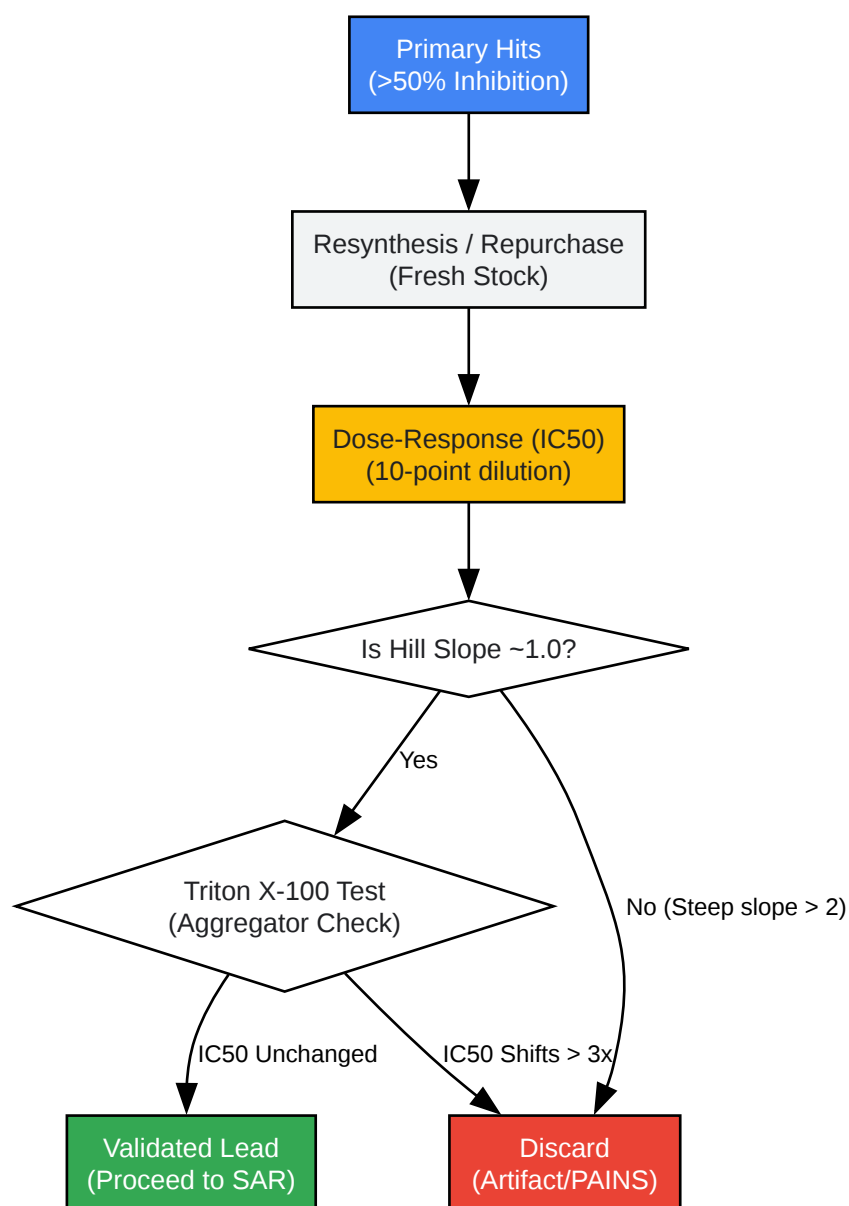 Primary Hits
(>50% Inhibition)
Resynthesis / Repurchase
(Fresh Stock)
Dose-Response (IC50)
(10-point dilution)
Is Hill Slope ~1.0?
Yes
Triton X-100 Test
(Aggregator Check)
No (Steep slope > 2)
IC50 Unchanged
IC50 Shifts > 3x
Validated Lead
(Proceed to SAR)
Discard
(Artifact/PAINS)